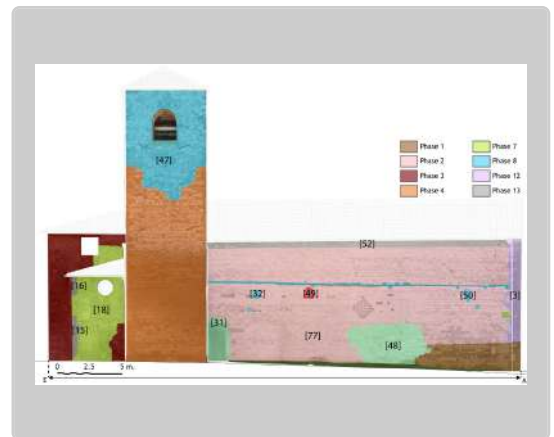 [47]
Phase 1 Phase 7
Phase 2 Phase 8
Phase 3 Phase 12
Phase 4 Phase 13
[52]
[16]
[32] [49] [50] [3]
[18]
[31]
[15]
[77]
[48]
0 2.5 5 m.
A